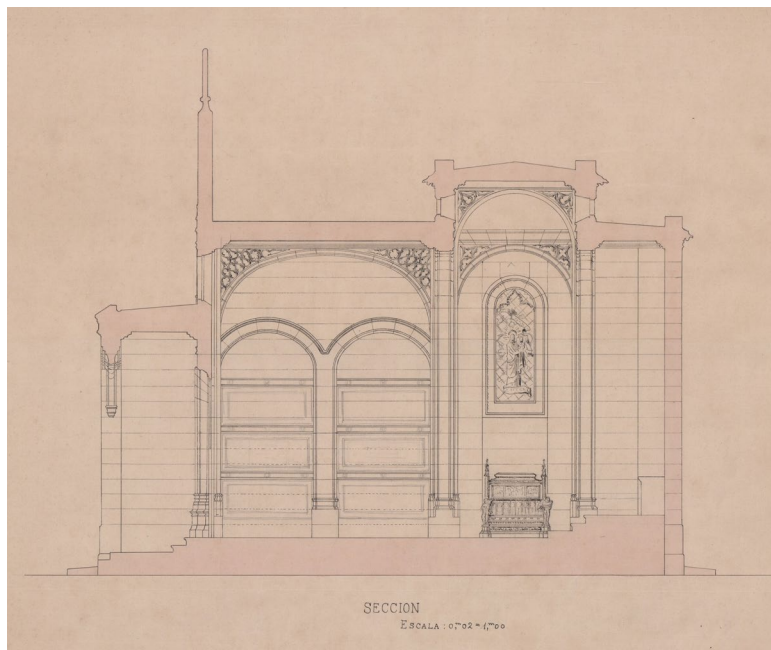 SECCION
ESCALA : 0,ᵐ02 = 1,ᵐ00